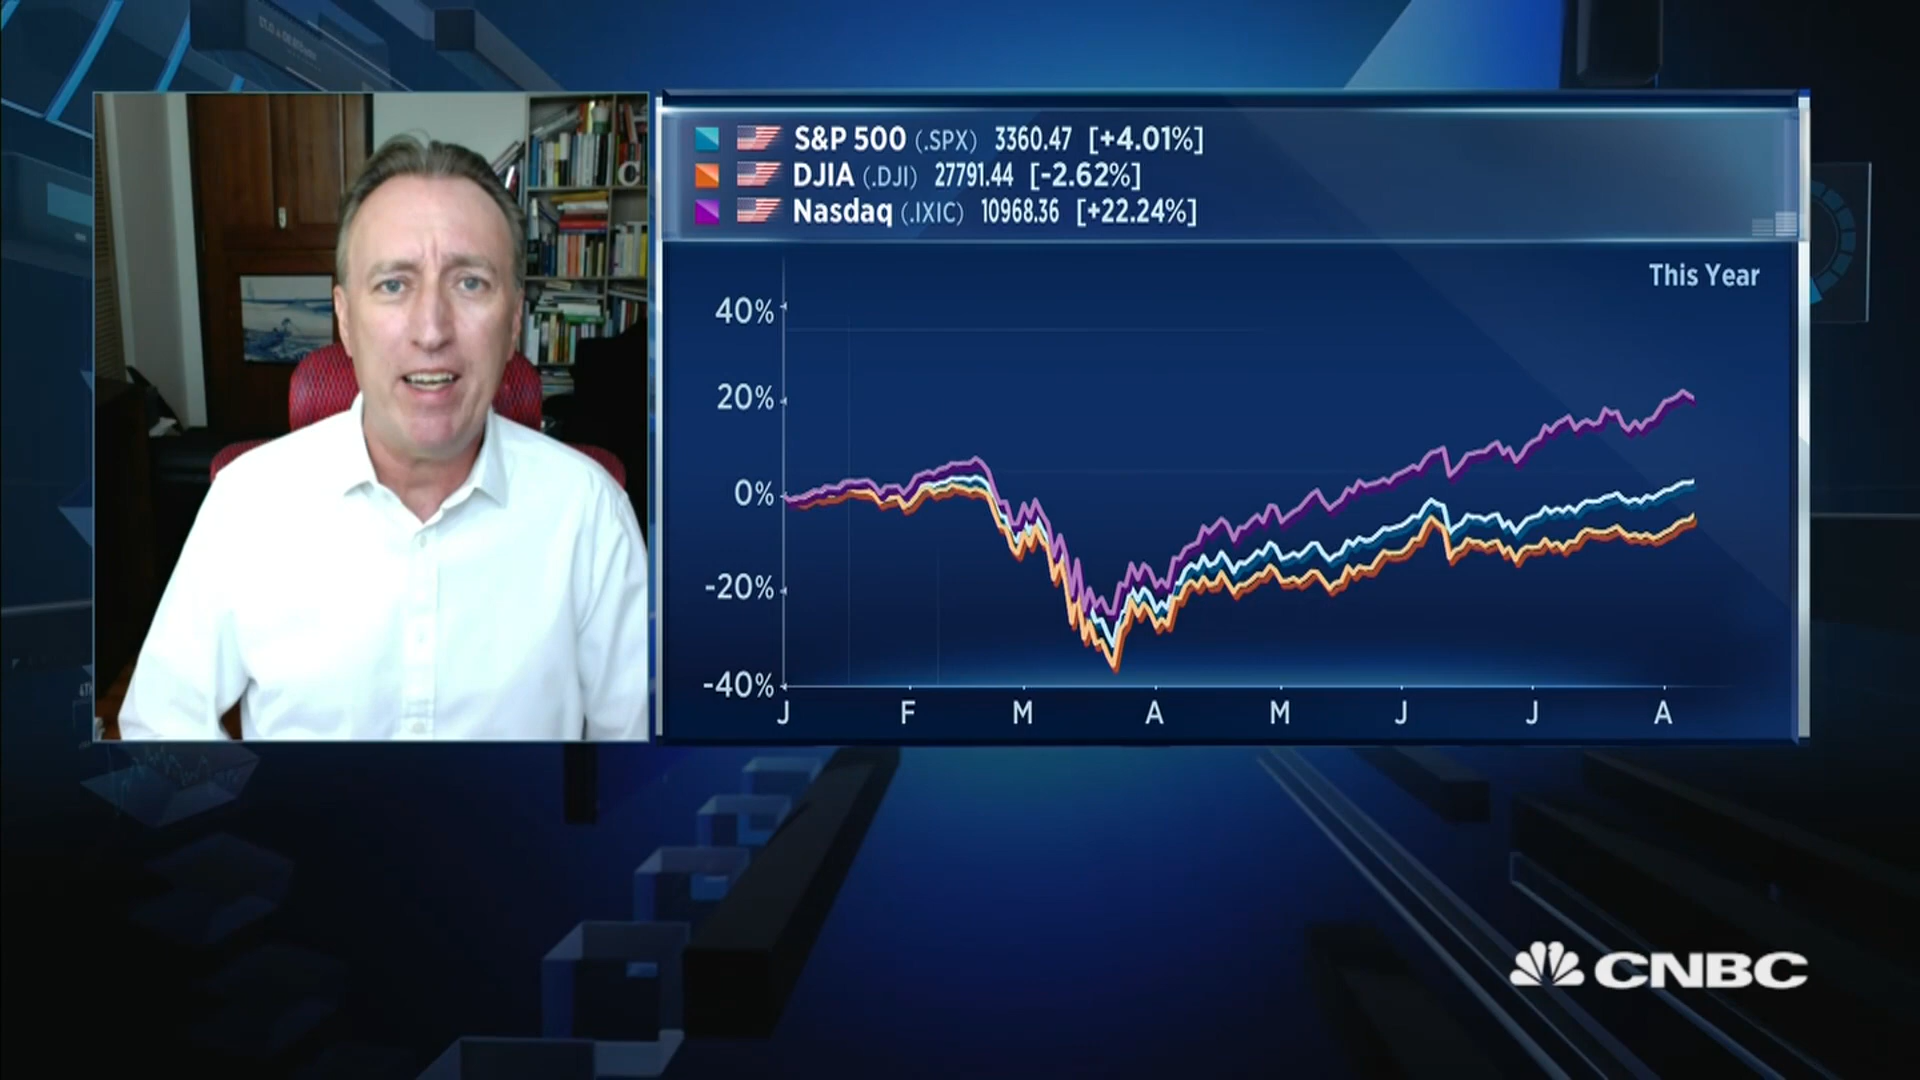 S&P 500 (.SPX) 3360.47 [+4.01%]
DJIA (.DJI) 27791.44 [-2.62%]
Nasdaq (.IXIC) 10968.36 [+22.24%]
This Year
40%
20%
0%
-20%
-40%
J F M A M J J A
CNBC